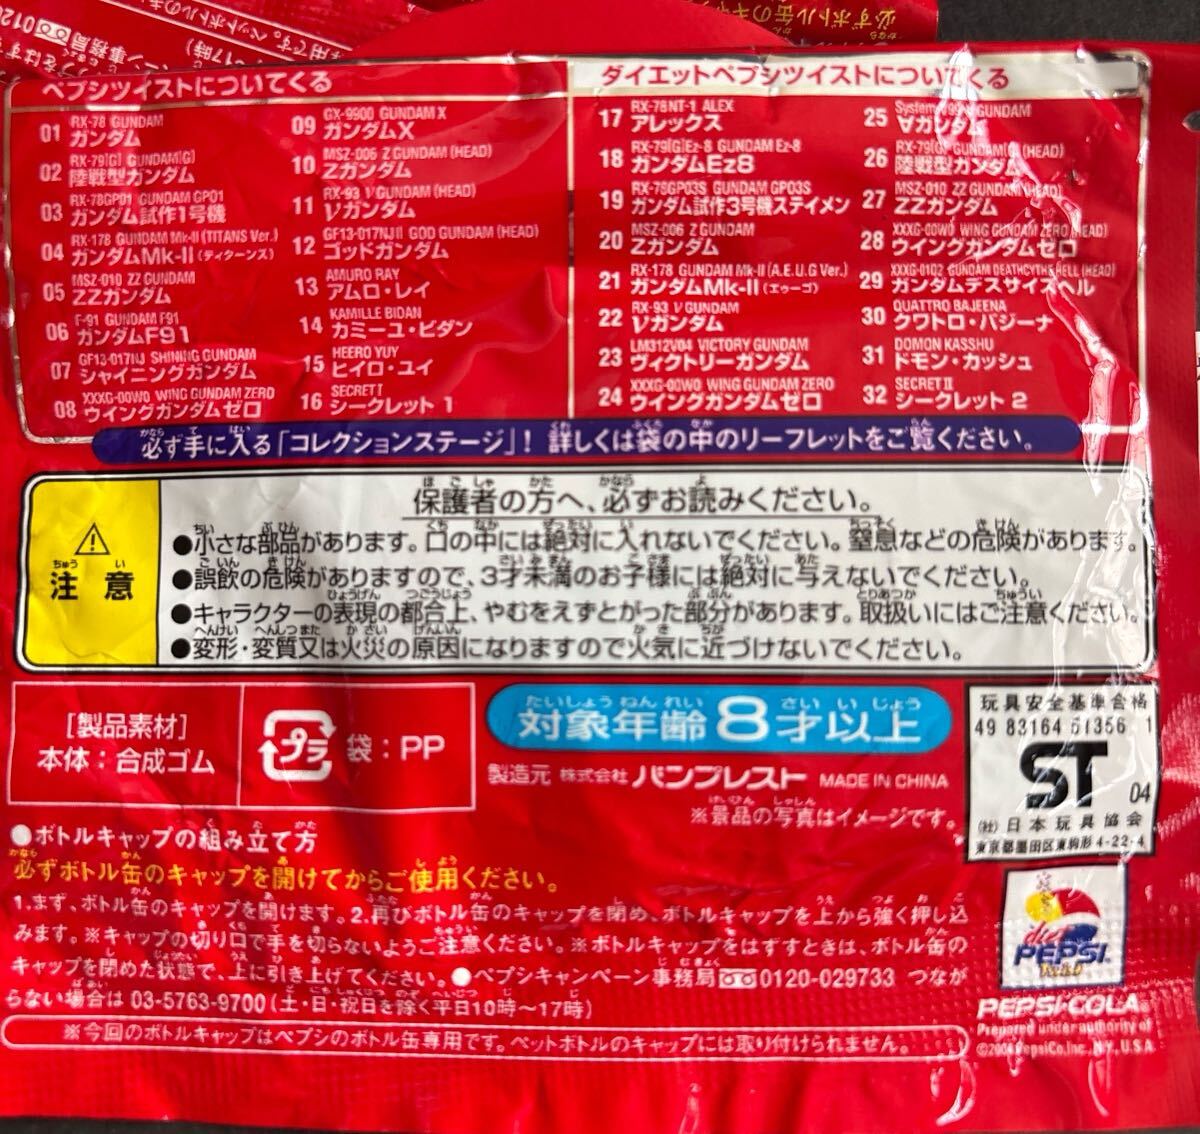 ペプシツイストについてくる
01 RX-78 GUNDAM
ガンダム
02 RX-79[G] GUNDAM[G]
陸戦型ガンダム
03 RX-78GP01 GUNDAM GP01
ガンダム試作1号機
04 RX-178 GUNDAM Mk-II (TITANS Ver.)
ガンダムMk-II (ティターンズ)
05 MSZ-010 ZZ GUNDAM
ZZガンダム
06 F-91 GUNDAM F91
ガンダムF91
07 GF13-017NJ SHINING GUNDAM
シャイニングガンダム
08 XXXG-00W0 WING GUNDAM ZERO
ウイングガンダムゼロ
09 GX-9900 GUNDAM X
ガンダムX
10 MSZ-006 Z GUNDAM (HEAD)
Zガンダム
11 RX-93 ν GUNDAM (HEAD)
νガンダム
12 GF13-017NJII GOD GUNDAM (HEAD)
ゴッドガンダム
13 AMURO RAY
アムロ・レイ
14 KAMILLE BIDAN
カミーユ・ビダン
15 HEERO YUY
ヒイロ・ユイ
16 SECRET I
シークレット 1
ダイエットペプシツイストについてくる
17 RX-78NT-1 ALEX
アレックス
18 RX-79[G]Ez-8 GUNDAM Ez-8
ガンダムEz8
19 RX-78GP03S GUNDAM GP03S
ガンダム試作3号機ステイメン
20 MSZ-006 Z GUNDAM
Zガンダム
21 RX-178 GUNDAM Mk-II (A.E.U.G Ver.)
ガンダムMk-II (エゥーゴ)
22 RX-93 ν GUNDAM
νガンダム
23 LM312V04 VICTORY GUNDAM
ヴィクトリーガンダム
24 XXXG-00W0 WING GUNDAM ZERO
ウイングガンダムゼロ
25 GUNDAM
∀ガンダム
26 RX-79[G] GUNDAM[G] (HEAD)
陸戦型ガンダム
27 MSZ-010 ZZ GUNDAM (HEAD)
ZZガンダム
28 XXXG-00W0 WING GUNDAM ZERO (HEAD)
ウイングガンダムゼロ
29 XXXG-01D2 GUNDAM DEATHCYTHE HELL (HEAD)
ガンダムデスサイズヘル
30 QUATTRO BAJEENA
クワトロ・バジーナ
31 DOMON KASSHU
ドモン・カッシュ
32 SECRET II
シークレット 2
必ず手に入る「コレクションステージ」! 詳しくは袋の中のリーフレットをご覧ください。
注意
保護者の方へ、必ずお読みください。
●小さな部品があります。口の中には絶対に入れないでください。窒息などの危険があります。
●誤飲の危険がありますので、3才未満のお子様には絶対に与えないでください。
●キャラクターの表現の都合上、やむをえずとがった部分があります。取扱いにはご注意ください。
●変形・変質又は火災の原因になりますので火気に近づけないでください。
[製品素材]
本体:合成ゴム
プラ 袋:PP
対象年齢 8才以上
製造元 株式会社 バンプレスト MADE IN CHINA
※景品の写真はイメージです。
玩具安全基準合格
49 83164 61356 1
ST 04
(社)日本玩具協会
東京都墨田区東駒形4-22-4
●ボトルキャップの組み立て方
必ずボトル缶のキャップを開けてからご使用ください。
1.まず、ボトル缶のキャップを開けます。2.再びボトル缶のキャップを閉め、ボトルキャップを上から強く押し込
みます。※キャップの切り口で手を切らないようご注意ください。※ボトルキャップをはずすときは、ボトル缶の
キャップを閉めた状態で、上に引き上げてください。●ペプシキャンペーン事務局 0120-029733 つなが
らない場合は 03-5763-9700 (土・日・祝日を除く平日10時〜17時)
※今回のボトルキャップはペプシのボトル缶専用です。ペットボトルのキャップには取り付けられません。
diet
PEPSI
Twist
PEPSI-COLA
Prepared under authority of
©2004 PepsiCo, Inc., N.Y., U.S.A.